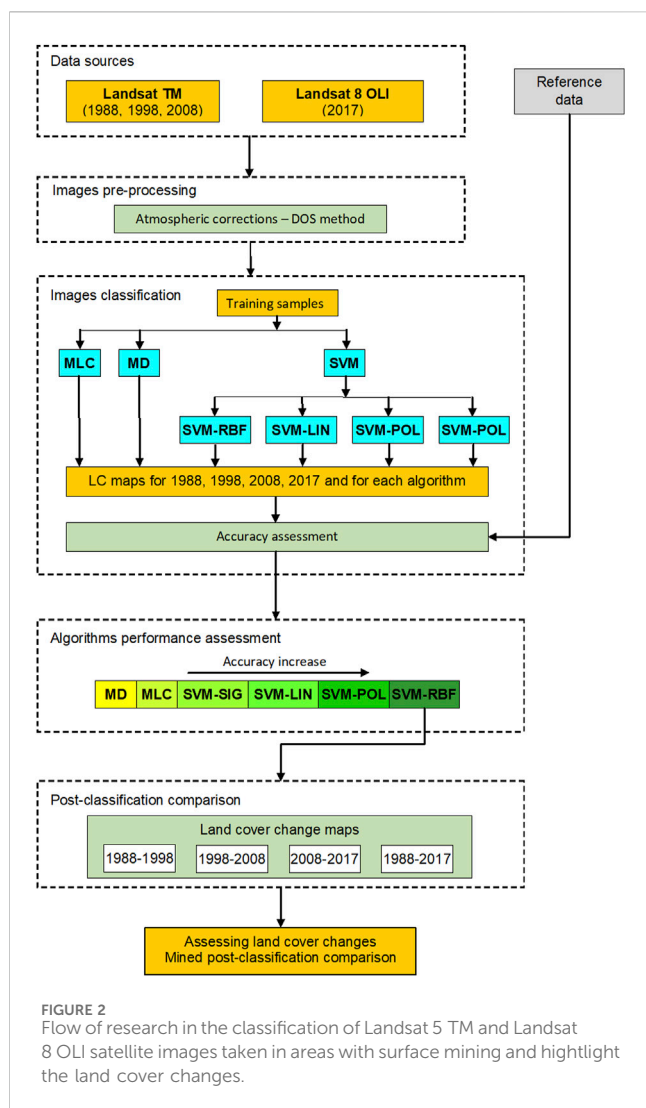 Data sources
Landsat TM
(1988, 1998, 2008)
Landsat 8 OLI
(2017)
Reference
data
Images pre-processing
Atmospheric corrections – DOS method
Images classification
Training samples
MLC
MD
SVM
SVM-RBF
SVM-LIN
SVM-POL
SVM-POL
LC maps for 1988, 1998, 2008, 2017 and for each algorithm
Accuracy assessment
Algorithms performance assessment
Accuracy increase
MD
MLC
SVM-SIG
SVM-LIN
SVM-POL
SVM-RBF
Post-classification comparison
Land cover change maps
1988-1998
1998-2008
2008-2017
1988-2017
Assessing land cover changes
Mined post-classification comparison
FIGURE 2
Flow of research in the classification of Landsat 5 TM and Landsat
8 OLI satellite images taken in areas with surface mining and hightlight
the land cover changes.